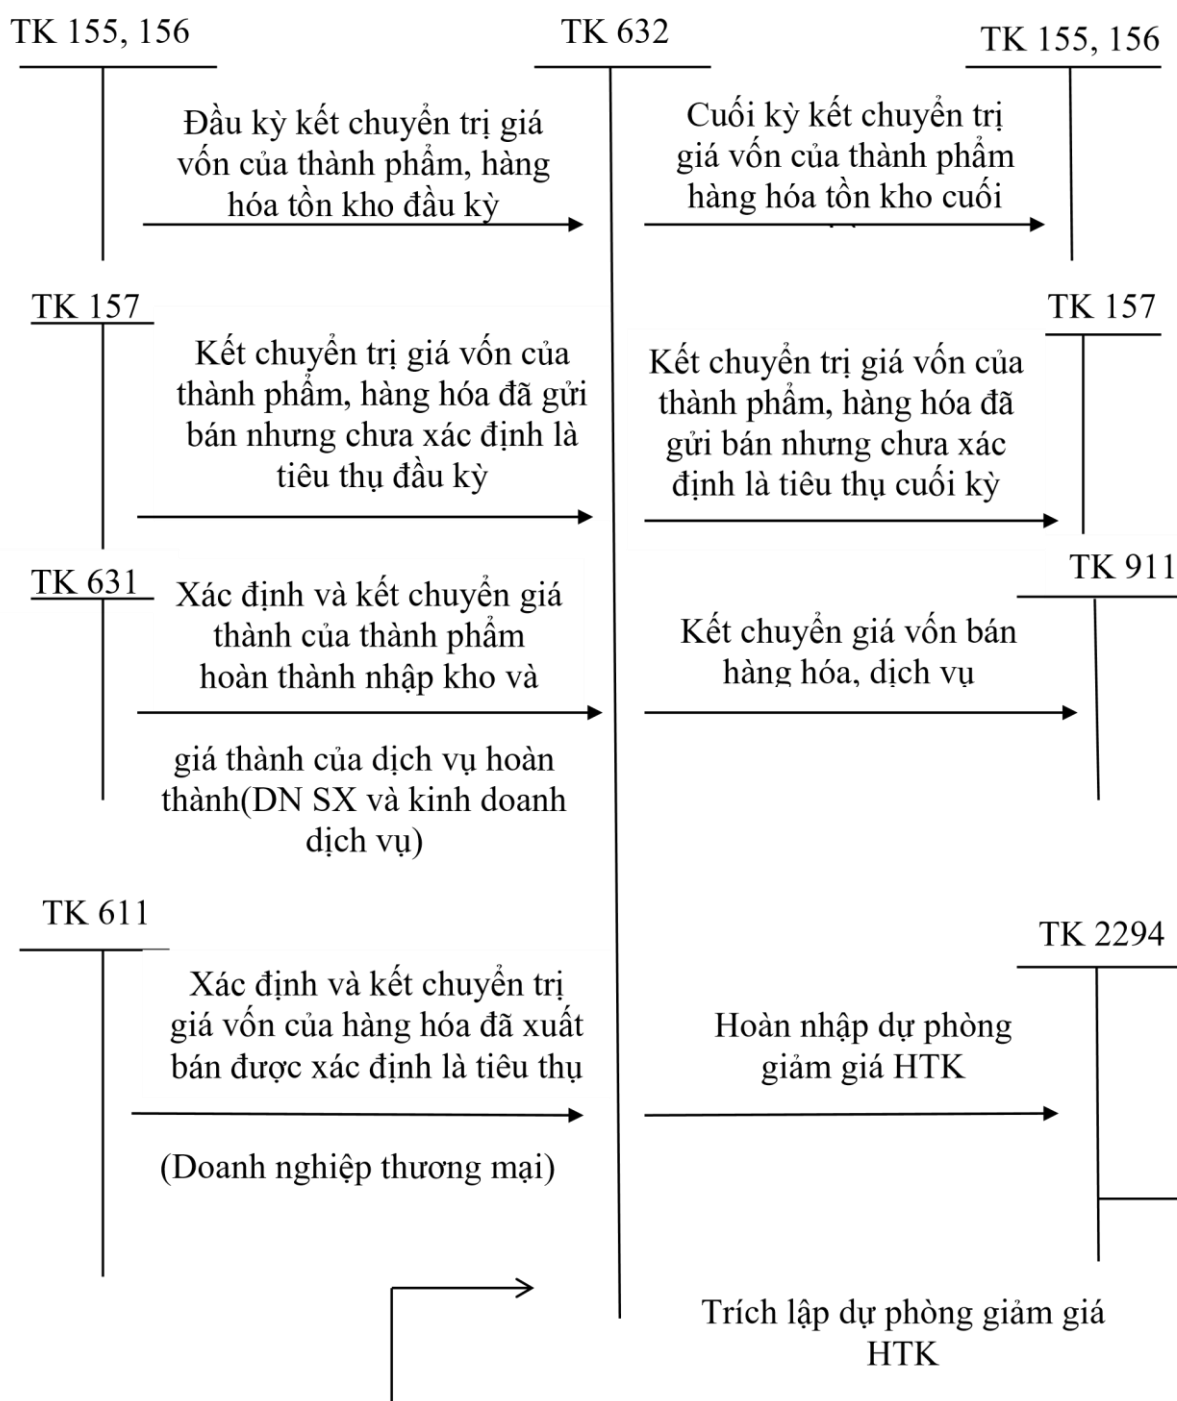 TK 155, 156
TK 632
TK 155, 156
Đầu kỳ kết chuyển trị giá
vốn của thành phẩm, hàng
hóa tồn kho đầu kỳ
Cuối kỳ kết chuyển trị
giá vốn của thành phẩm
hàng hóa tồn kho cuối
TK 157
TK 157
Kết chuyển trị giá vốn của
thành phẩm, hàng hóa đã gửi
bán nhưng chưa xác định là
tiêu thụ đầu kỳ
Kết chuyển trị giá vốn của
thành phẩm, hàng hóa đã
gửi bán nhưng chưa xác
định là tiêu thụ cuối kỳ
TK 631
TK 911
Xác định và kết chuyển giá
thành của thành phẩm
hoàn thành nhập kho và
giá thành của dịch vụ hoàn
thành(DN SX và kinh doanh
dịch vụ)
Kết chuyển giá vốn bán
hàng hóa, dịch vụ
TK 611
TK 2294
Xác định và kết chuyển trị
giá vốn của hàng hóa đã xuất
bán được xác định là tiêu thụ
(Doanh nghiệp thương mại)
Hoàn nhập dự phòng
giảm giá HTK
Trích lập dự phòng giảm giá
HTK